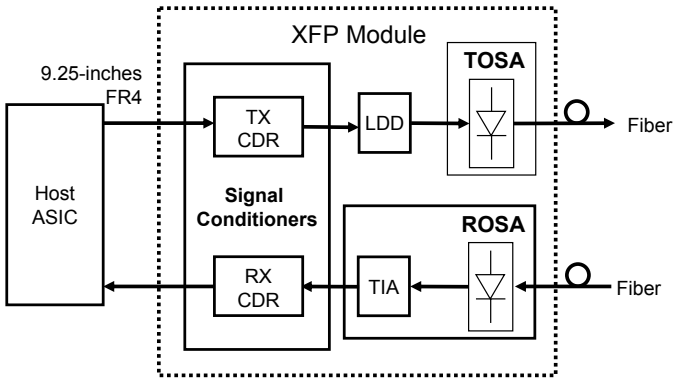 XFP Module
9.25-inches
FR4
TOSA
TX
CDR
LDD
Fiber
Host
ASIC
Signal
Conditioners
ROSA
RX
CDR
TIA
Fiber